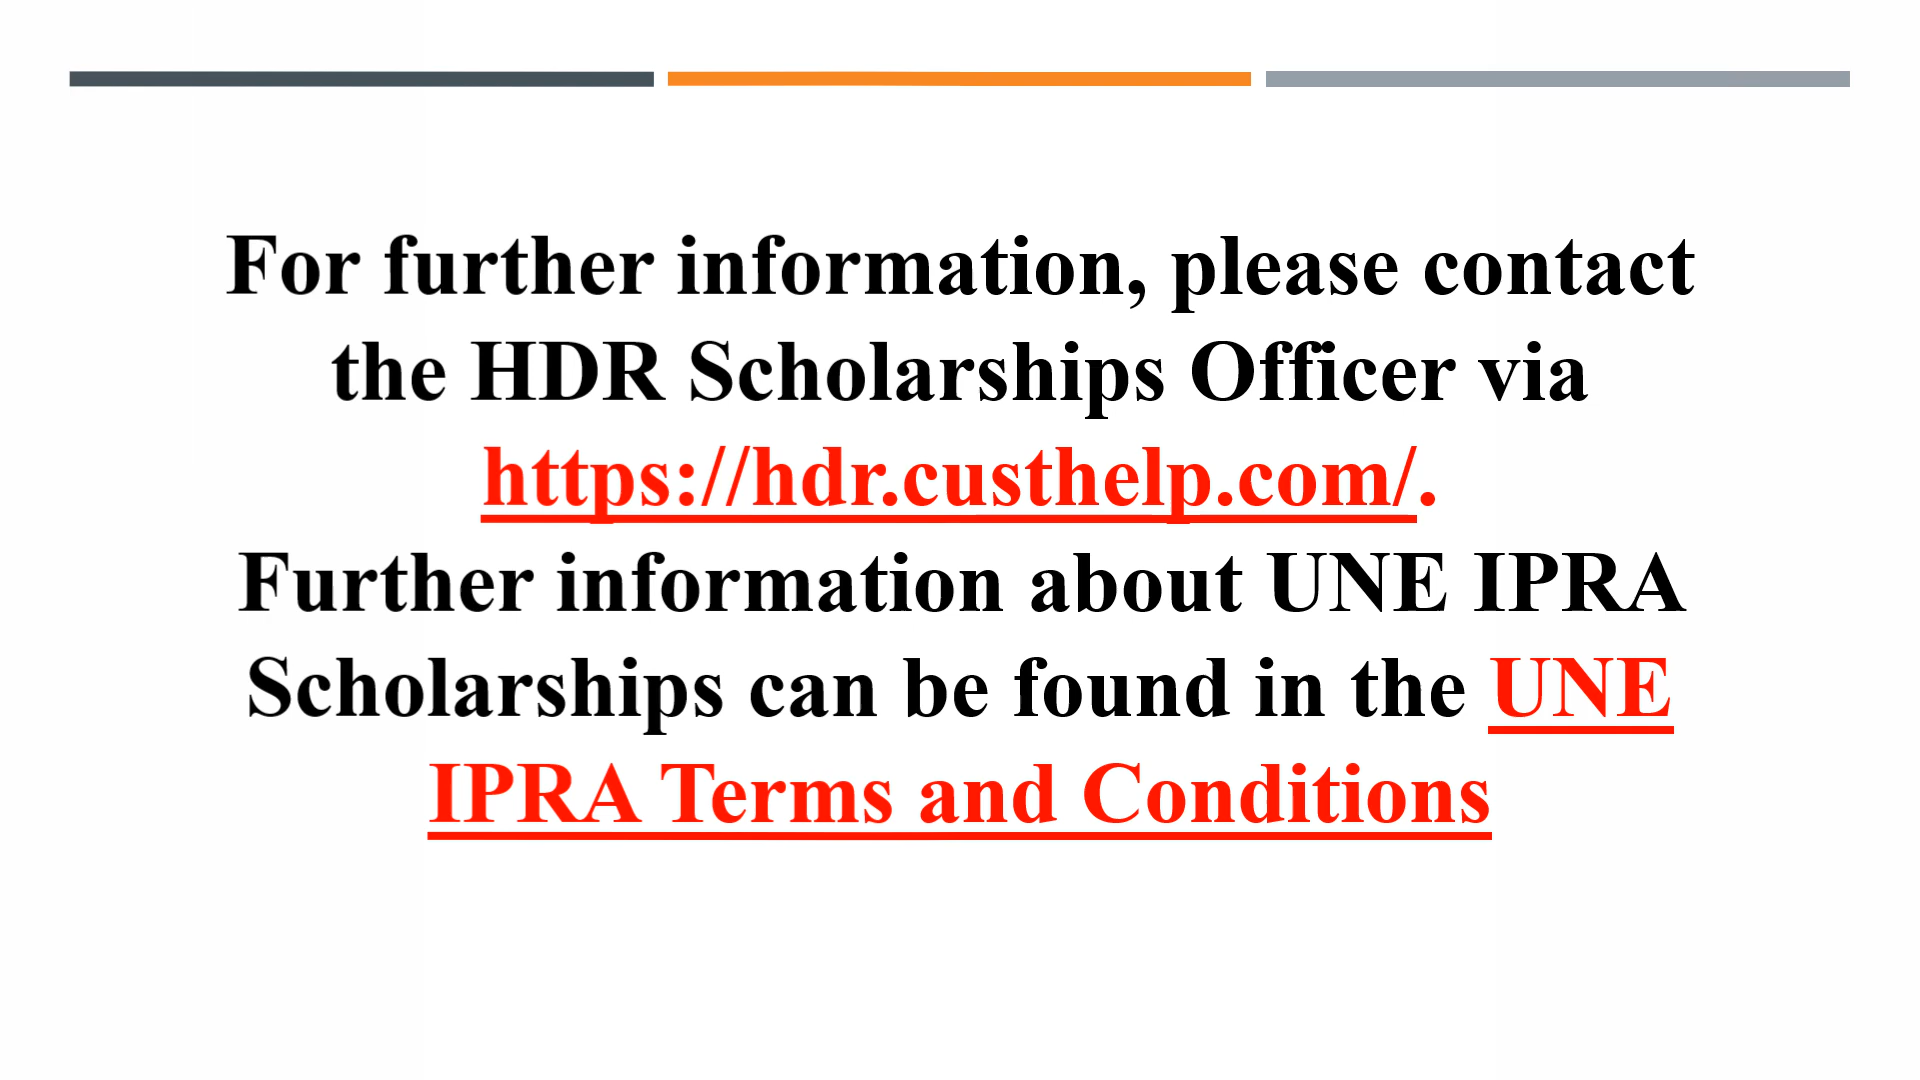 For further information, please contact
the HDR Scholarships Officer via
https://hdr.custhelp.com/.
Further information about UNE IPRA
Scholarships can be found in the UNE
IPRA Terms and Conditions